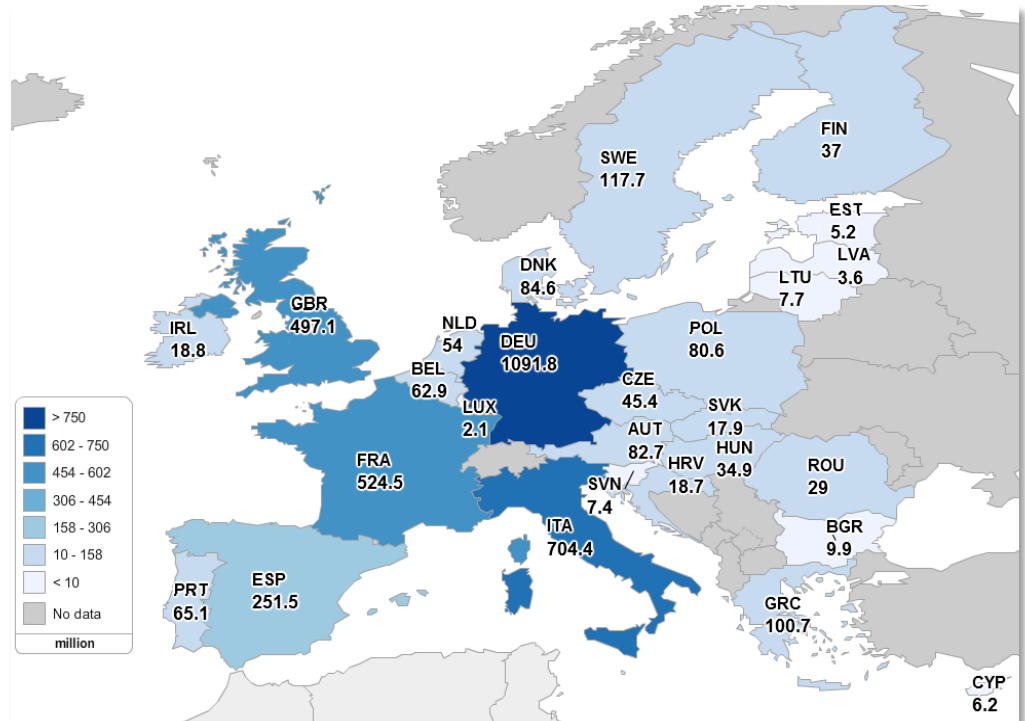 FIN
37
SWE
117.7
EST
5.2
LVA
3.6
LTU
7.7
DNK
84.6
GBR
497.1
IRL
18.8
NLD
54
DEU
1091.8
POL
80.6
BEL
62.9
CZE
45.4
LUX
2.1
SVK
17.9
AUT
82.7
HUN
34.9
FRA
524.5
HRV
18.7
ROU
29
SVN
7.4
ITA
704.4
BGR
9.9
PRT
65.1
ESP
251.5
GRC
100.7
CYP
6.2
> 750
602 - 750
454 - 602
306 - 454
158 - 306
10 - 158
< 10
No data
million